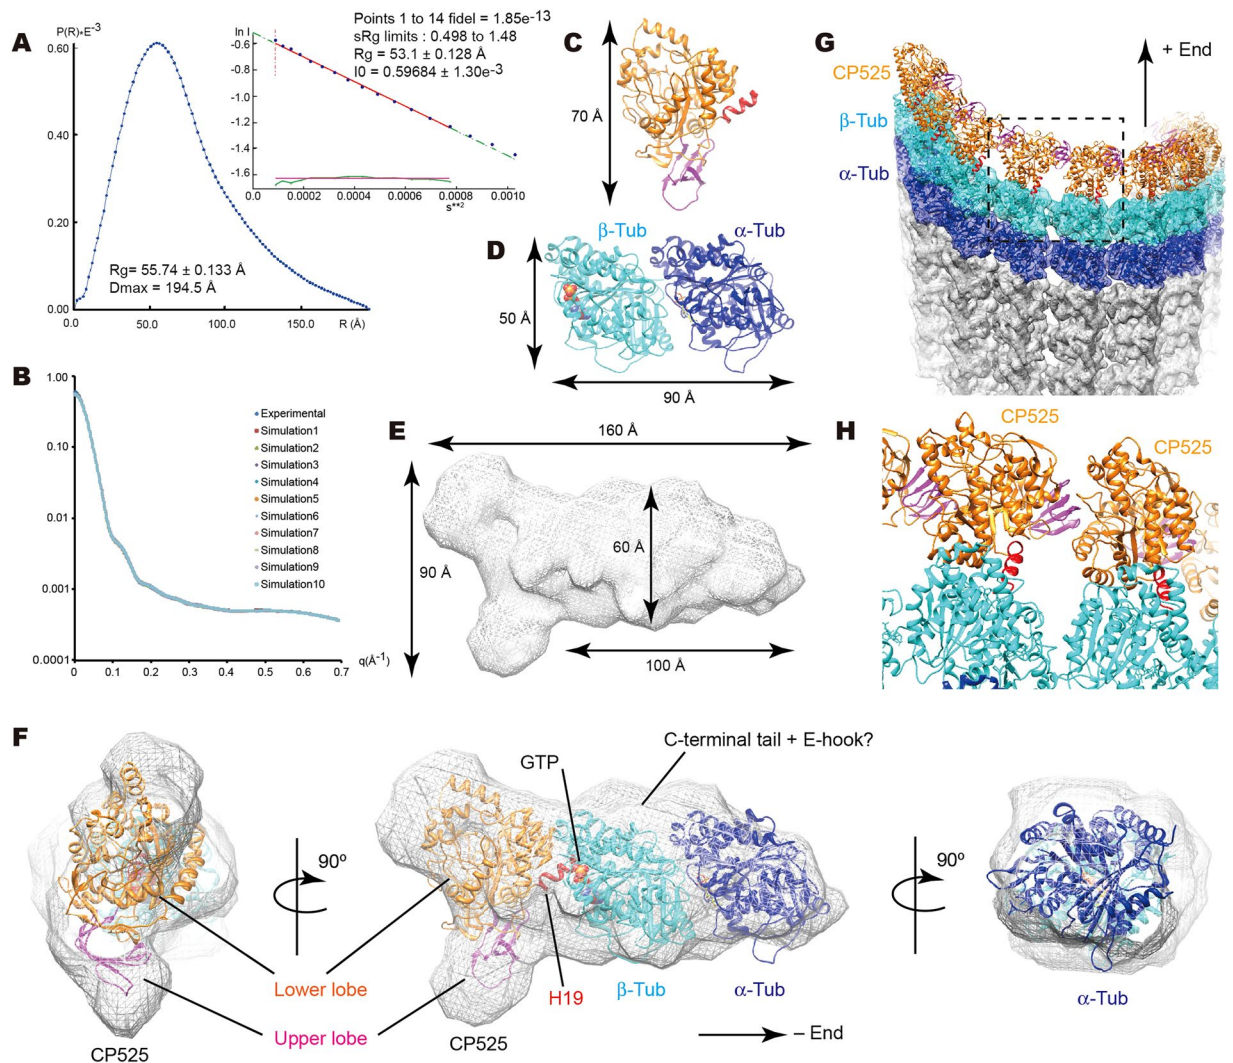 A
P(R)*E⁻³
0.60
0.40
0.20
0.00
0.0
50.0
100.0
150.0
R (Å)
Rg= 55.74 ± 0.133 Å
Dmax = 194.5 Å
ln I
-0.6
-0.8
-1.0
-1.2
-1.4
-1.6
0.0
0.0002
0.0004
0.0006
0.0008
0.0010
s**²
Points 1 to 14 fidel = 1.85e⁻¹³
sRg limits : 0.498 to 1.48
Rg = 53.1 ± 0.128 Å
I0 = 0.59684 ± 1.30e⁻³
B
1.00
0.10
0.01
0.001
0.0001
0
0.1
0.2
0.3
0.4
0.5
0.6
0.7
q(Å⁻¹)
Experimental
Simulation1
Simulation2
Simulation3
Simulation4
Simulation5
Simulation6
Simulation7
Simulation8
Simulation9
Simulation10
C
70 Å
D
β-Tub
α-Tub
50 Å
90 Å
E
160 Å
90 Å
60 Å
100 Å
G
CP525
β-Tub
α-Tub
+ End
H
CP525
CP525
F
C-terminal tail + E-hook?
GTP
90º
90º
Lower lobe
Upper lobe
H19
β-Tub
α-Tub
α-Tub
CP525
CP525
– End